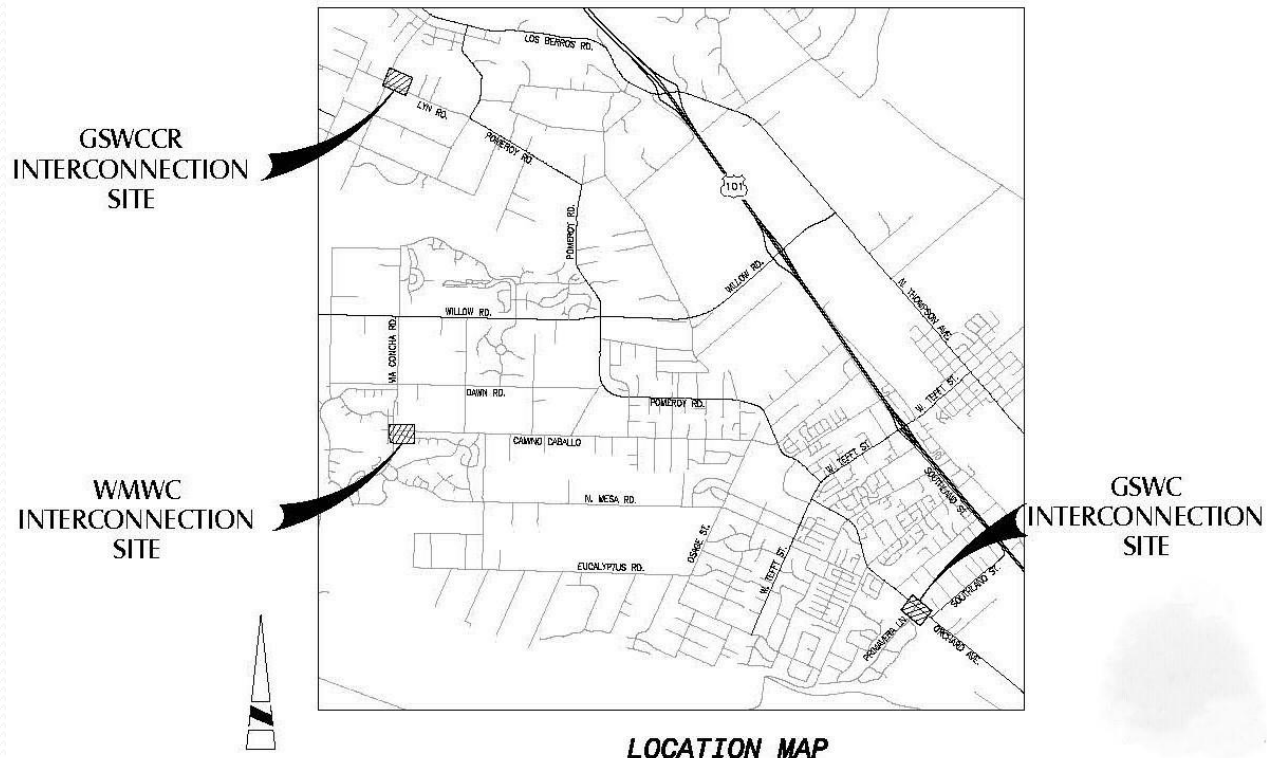 LOS BERROS RD.
GSWCCR
INTERCONNECTION
SITE
LYN RD.
POMEROY RD.
101
POMEROY RD.
WILLOW RD.
N. THOMPSON AVE.
WILLOW RD.
VIA CONCHA RD.
DAWN RD.
POMEROY RD.
W. TEFFT ST.
CAMINO CABALLO
W. TEFFT ST.
SOUTHLAND ST.
WMWC
INTERCONNECTION
SITE
N. MESA RD.
GSWC
INTERCONNECTION
SITE
OSAGE ST.
EUCALYPTUS RD.
W. TEFFT ST.
SOUTHLAND ST.
PRIMAVERA LN.
ORCHARD AVE.
LOCATION MAP